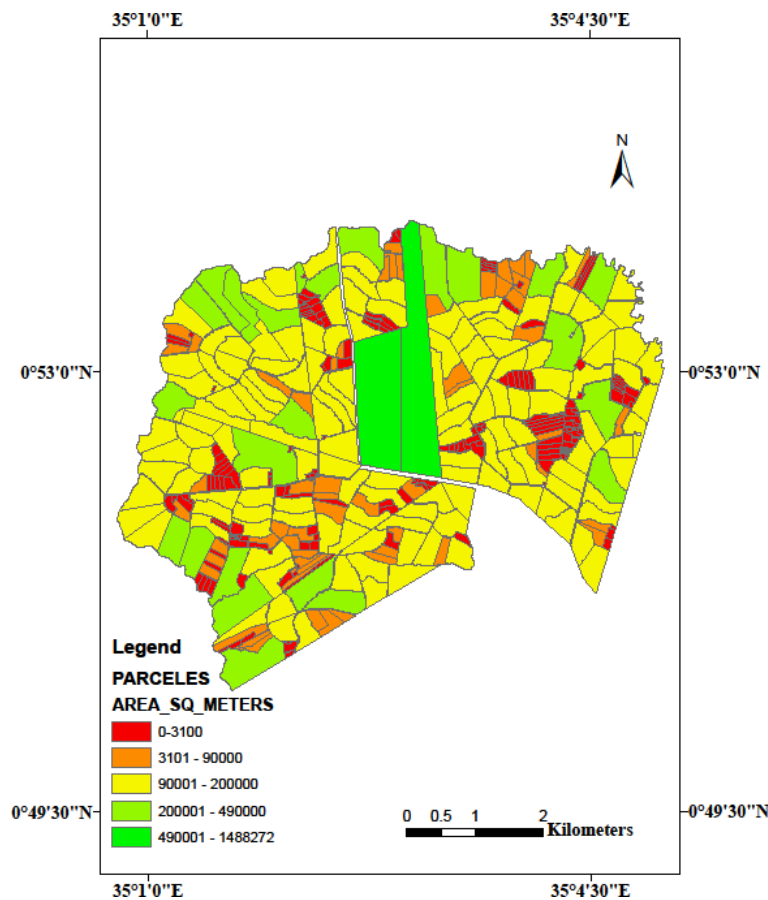 35°1'0"E 35°4'30"E
N
0°53'0"N 0°53'0"N
Legend
PARCELES
AREA_SQ_METERS
0-3100
3101 - 90000
90001 - 200000
200001 - 490000
490001 - 1488272
0°49'30"N 0°49'30"N
0 0.5 1 2
Kilometers
35°1'0"E 35°4'30"E